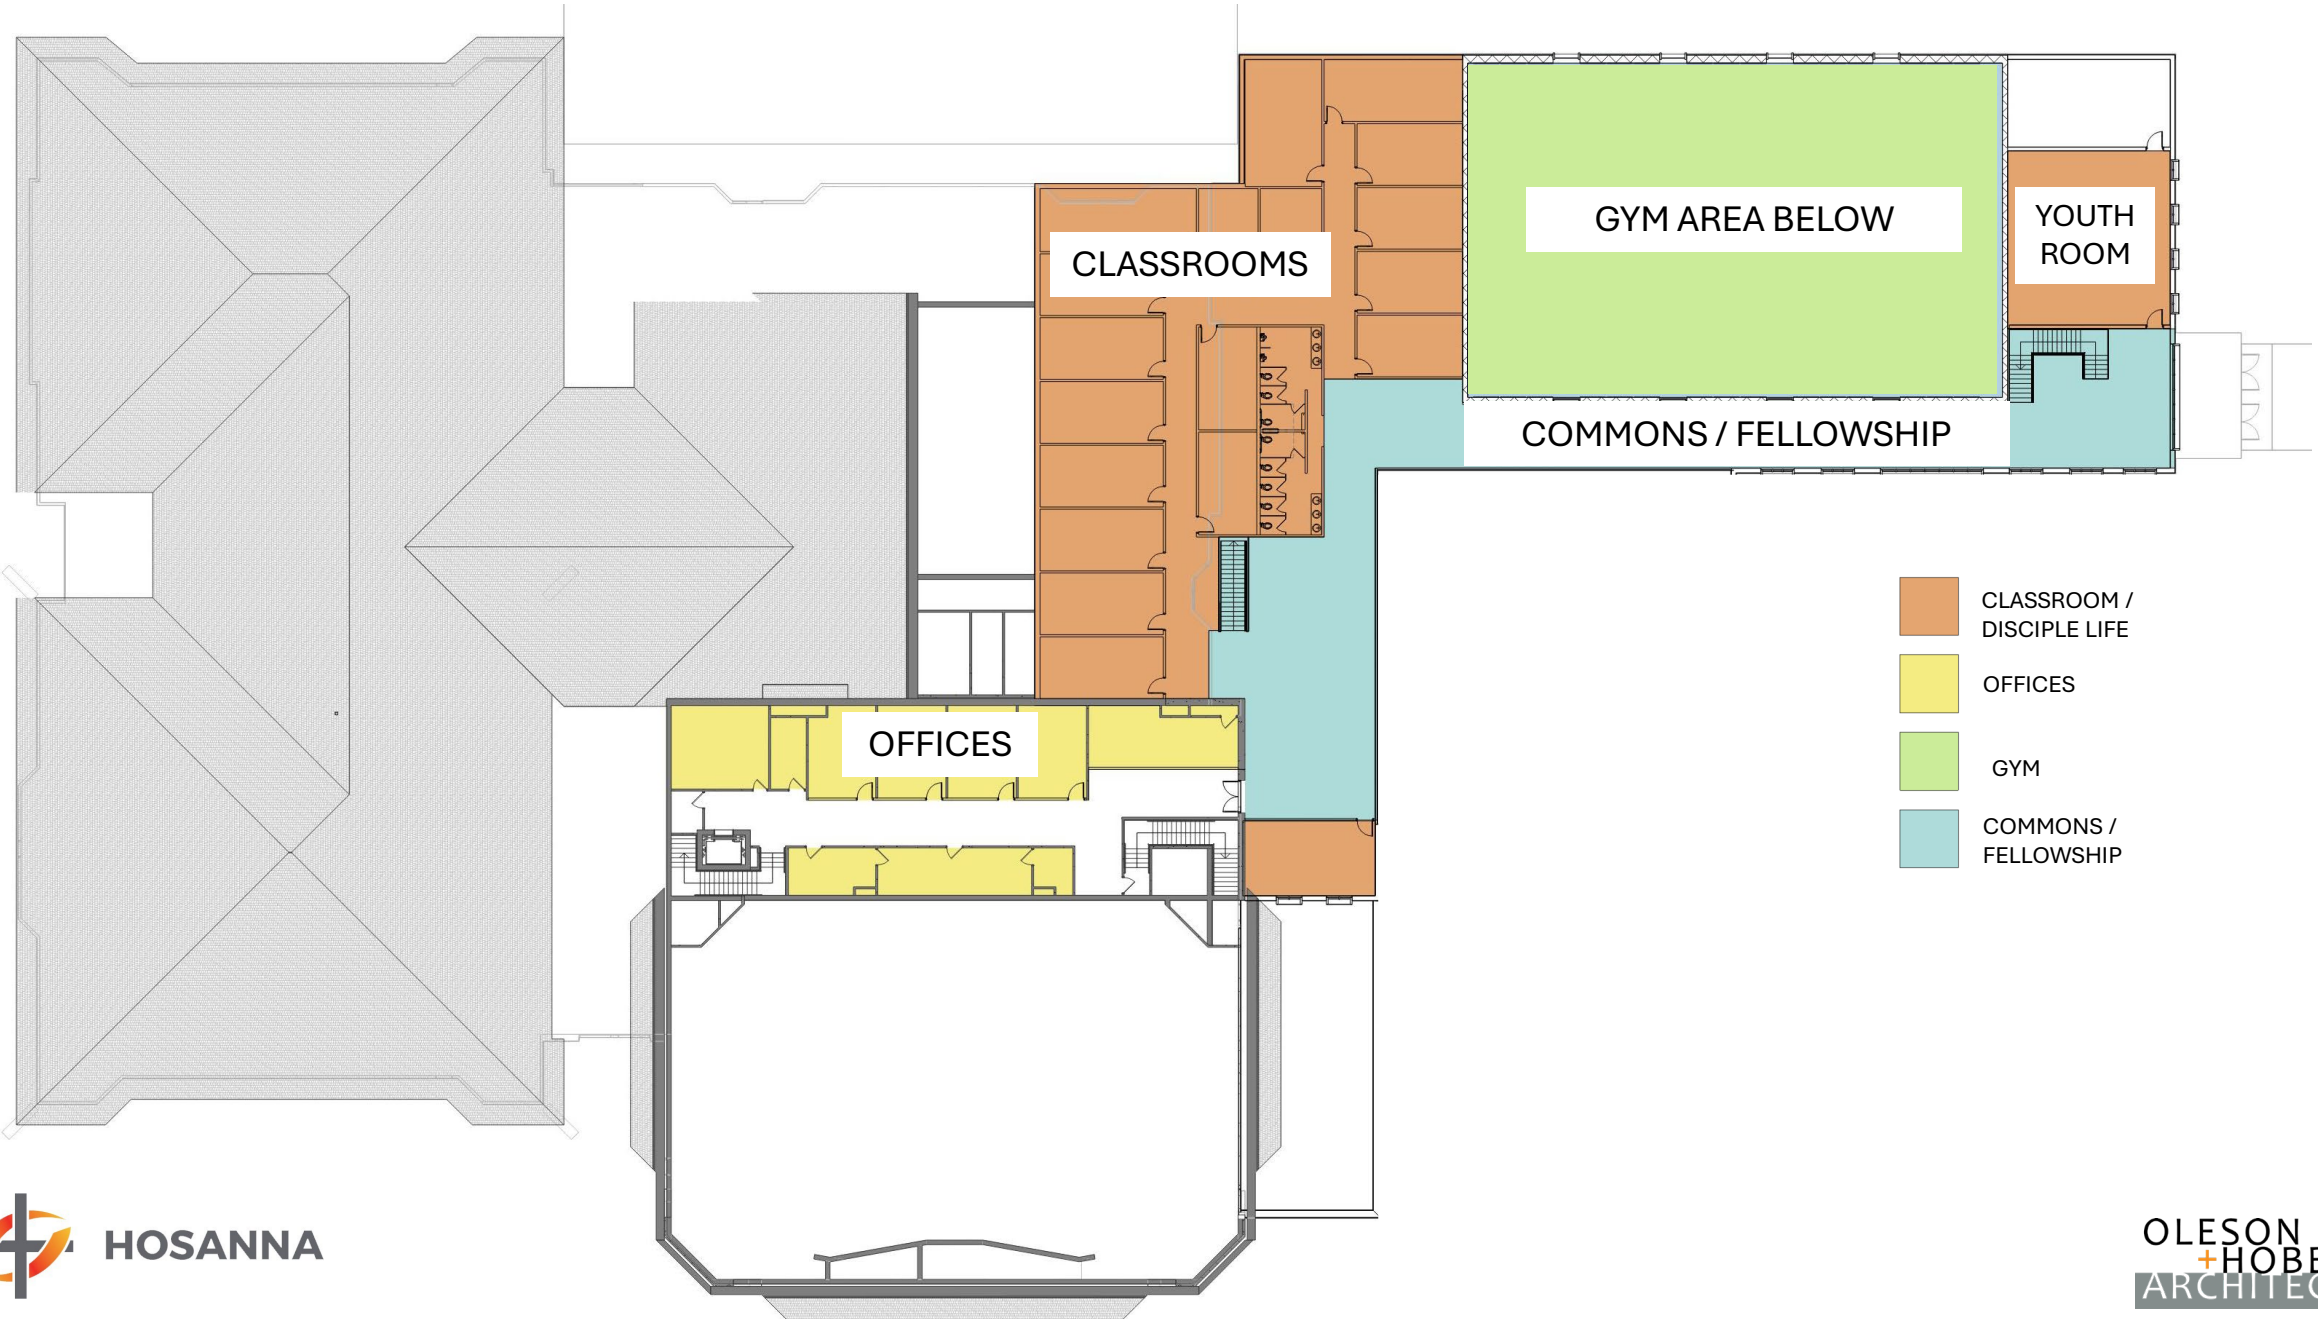 GYM AREA BELOW
YOUTH
ROOM
CLASSROOMS
COMMONS / FELLOWSHIP
CLASSROOM /
DISCIPLE LIFE
OFFICES
OFFICES
GYM
COMMONS /
FELLOWSHIP
HOSANNA
OLESON